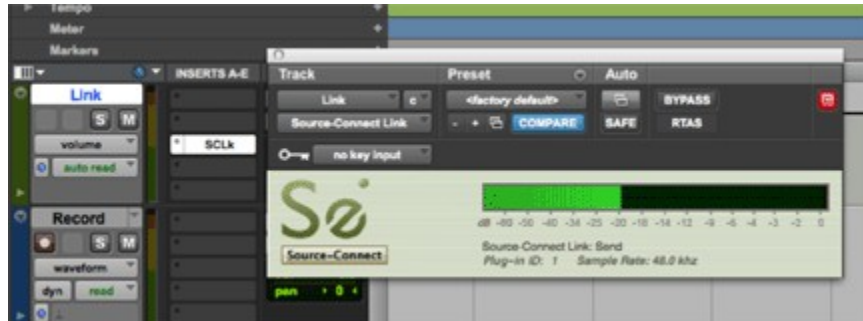 Tempo
Meter
Markers
INSERTS A-E
Link
S M
volume
auto read
SCLk
Record
S M
waveform
dyn read
pan 0
Track Preset Auto
Link c <factory default> BYPASS
Source-Connect Link - + COMPARE SAFE RTAS
no key input
Se
Source-Connect
dB -60 -50 -40 -34 -25 -20 -18 -14 -12 -9 -6 -4 -3 -2 0
Source-Connect Link: Send
Plug-in ID: 1 Sample Rate: 48.0 khz